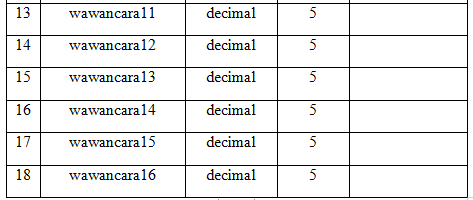 13 wawancara11 decimal 5
14 wawancara12 decimal 5
15 wawancara13 decimal 5
16 wawancara14 decimal 5
17 wawancara15 decimal 5
18 wawancara16 decimal 5